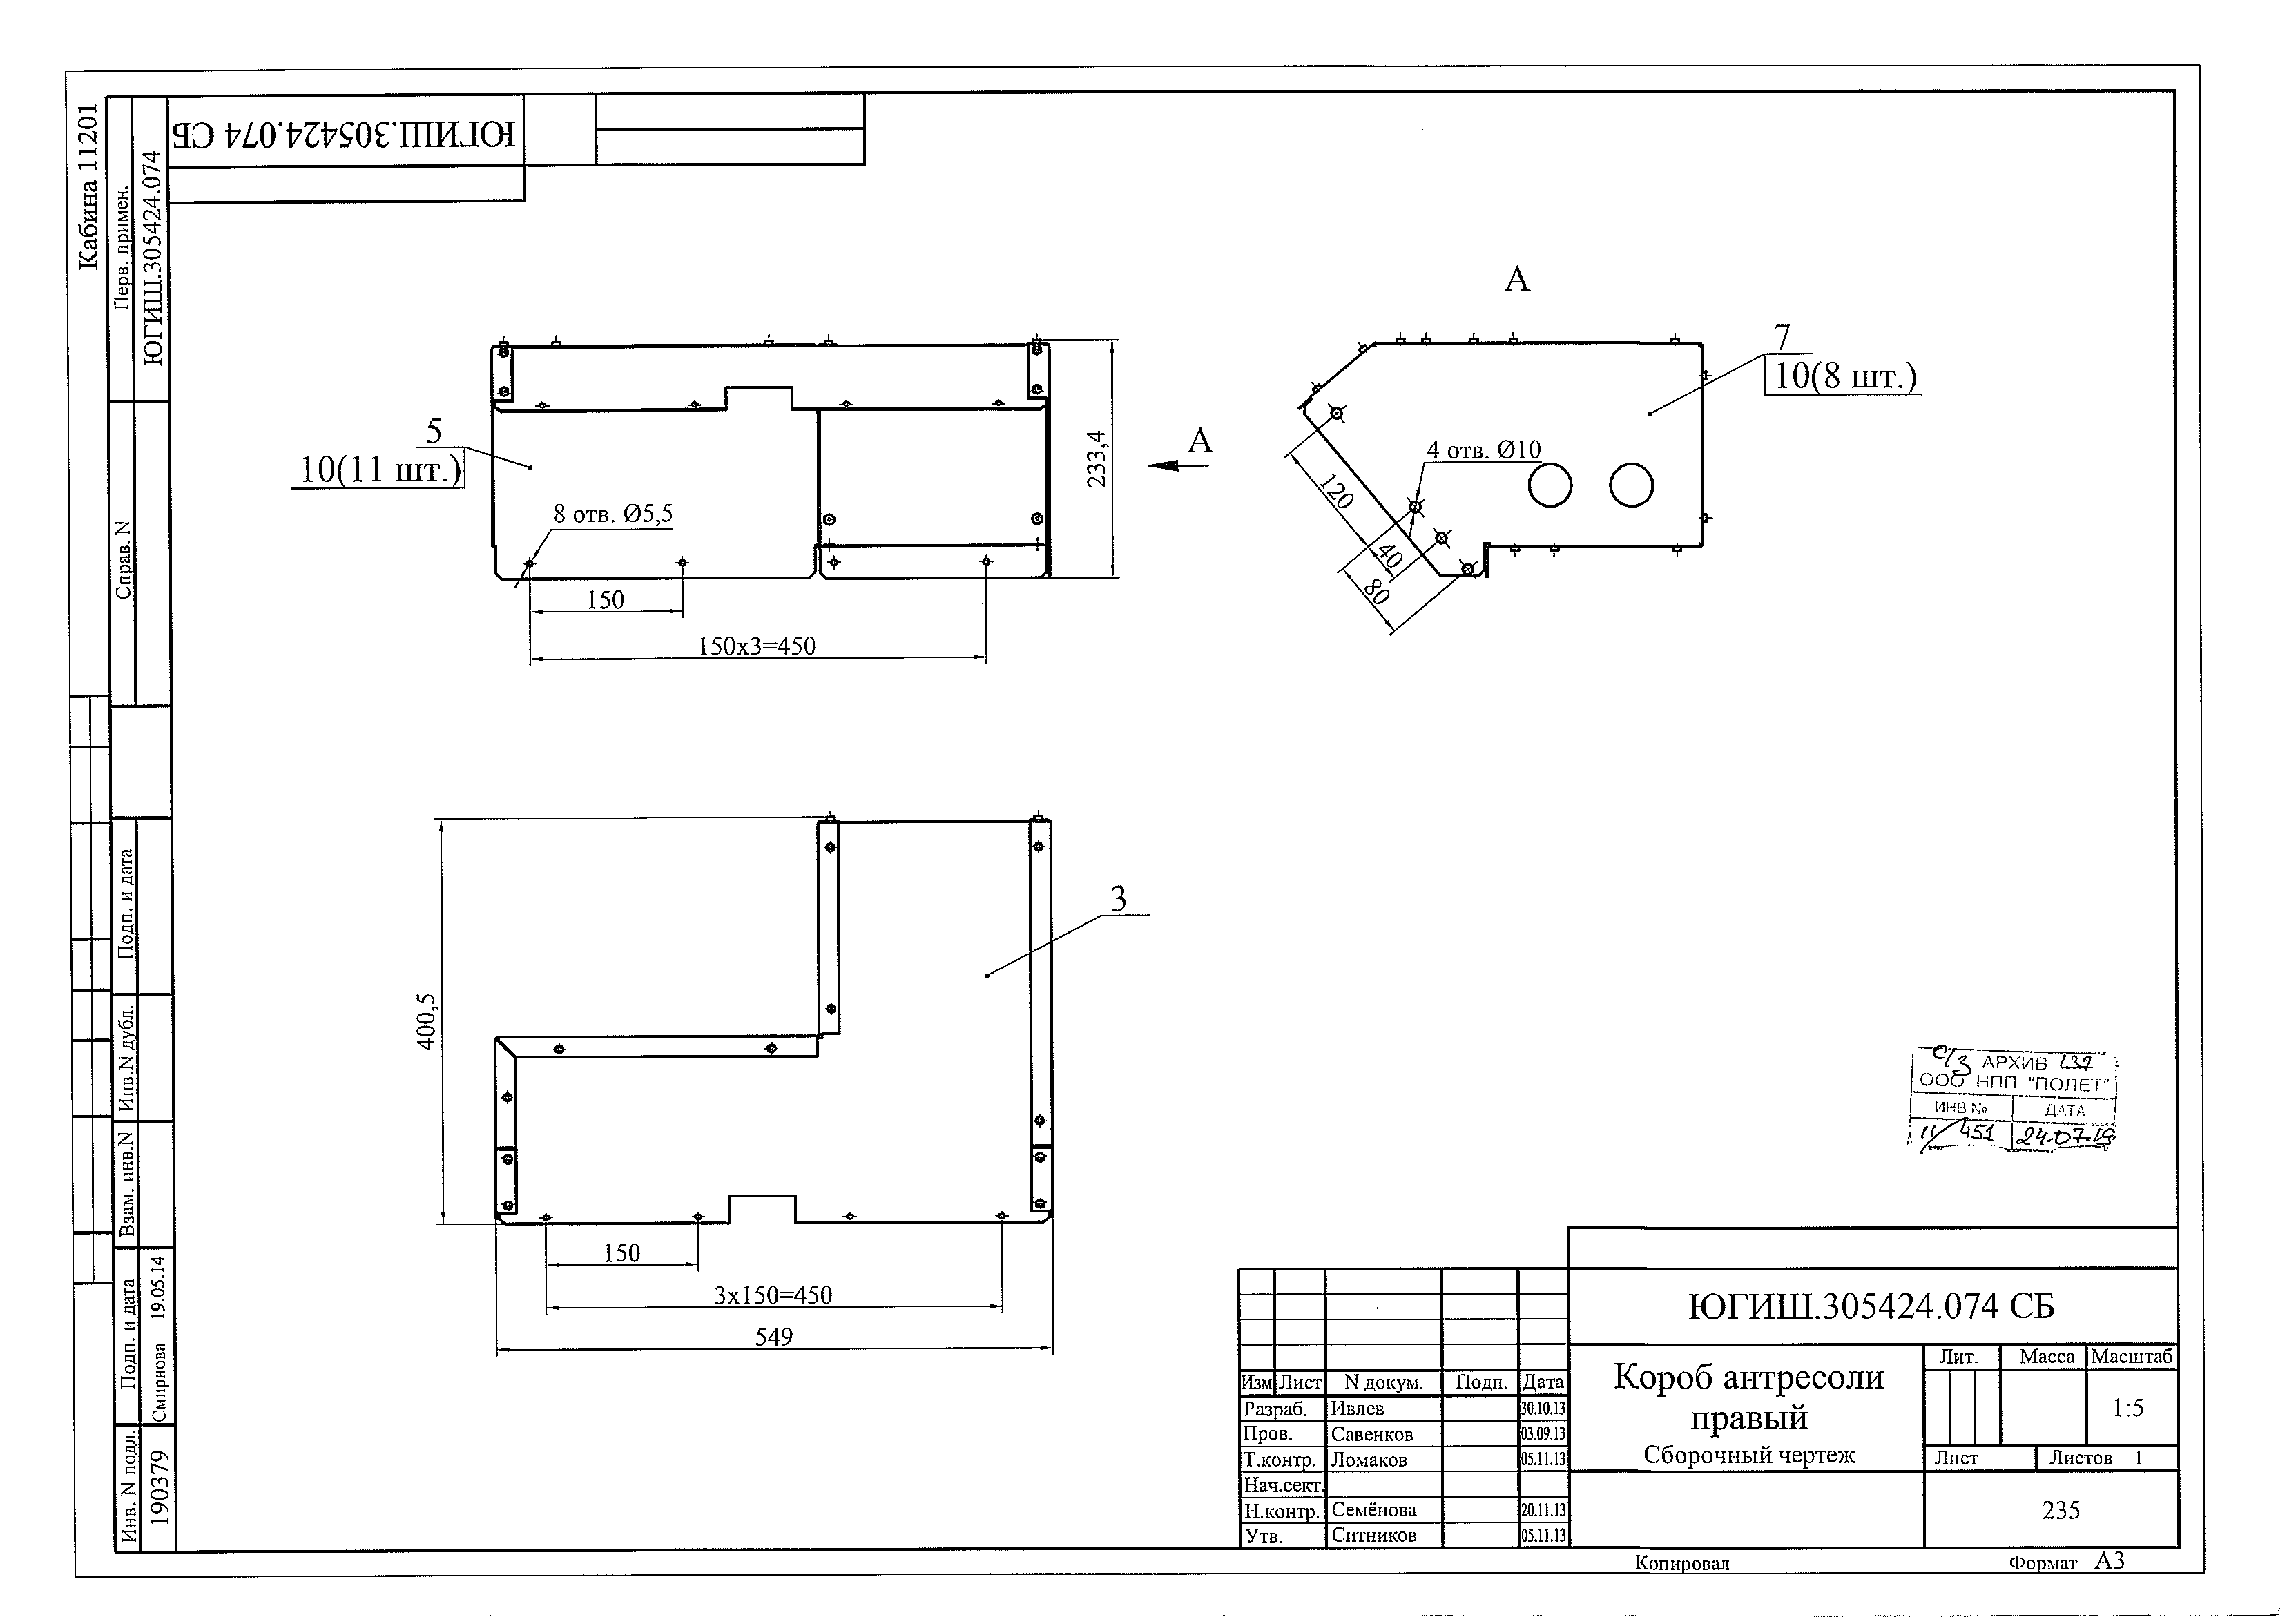 Кабина 11201
Перв. примен.
ЮГИШ.305424.074
Справ. N
Подп. и дата
Инв.N дубл.
Взам. инв.N
Подп. и дата
Смирнова 19.05.14
Инв. N подл.
190379
ЮГИШ.305424.074 СБ
5
10(11 шт.)
8 отв. Ø5,5
150
150х3=450
233,4
А
А
7
10(8 шт.)
4 отв. Ø10
120
40
80
400,5
3
150
3х150=450
549
с/з АРХИВ 137
ООО НПП "ПОЛЕТ"
ИНВ № ДАТА
11/451 24.07.19
ЮГИШ.305424.074 СБ
Короб антресоли
правый
Сборочный чертеж
Лит. Масса Масштаб
1:5
Лист Листов 1
235
Изм Лист N докум. Подп. Дата
Разраб. Ивлев 30.10.13
Пров. Савенков 03.09.13
Т.контр. Ломаков 05.11.13
Нач.сект.
Н.контр. Семёнова 20.11.13
Утв. Ситников 05.11.13
Копировал Формат А3